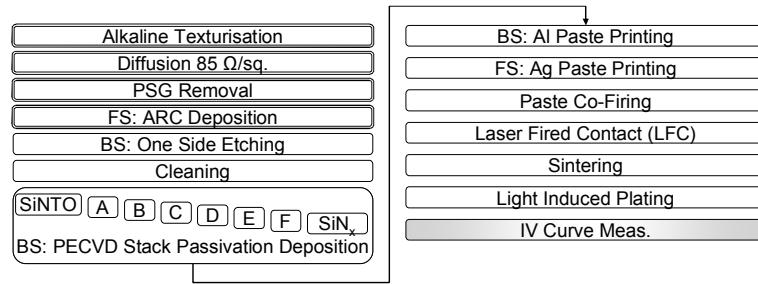 Alkaline Texturisation
Diffusion 85 Ω/sq.
PSG Removal
FS: ARC Deposition
BS: One Side Etching
Cleaning
SiNTO A B C D E F SiNₓ
BS: PECVD Stack Passivation Deposition
BS: Al Paste Printing
FS: Ag Paste Printing
Paste Co-Firing
Laser Fired Contact (LFC)
Sintering
Light Induced Plating
IV Curve Meas.